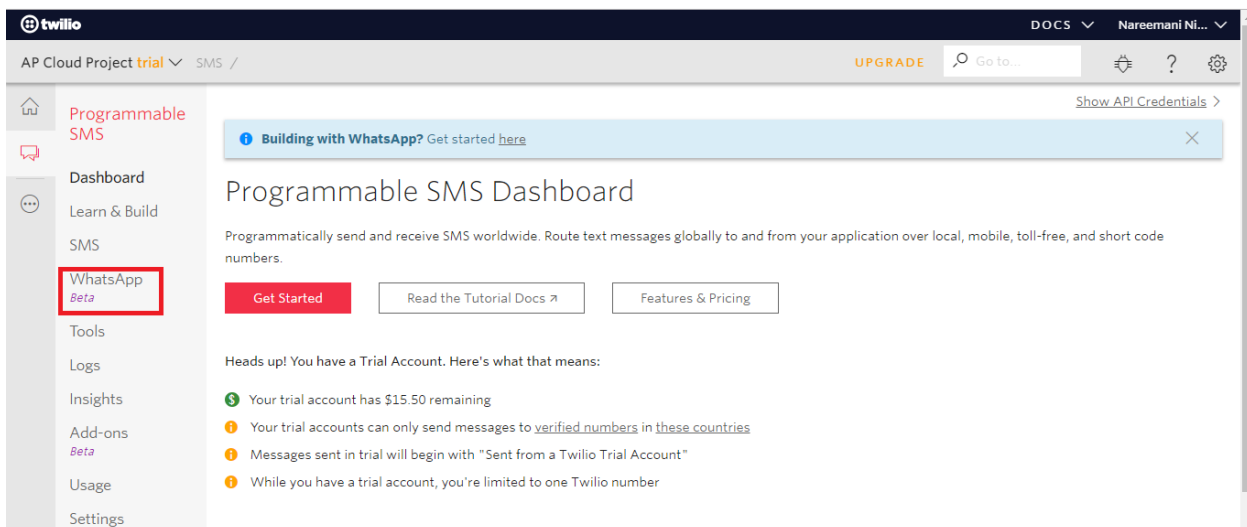 twilio
DOCS
Nareemani Ni...
AP Cloud Project trial
SMS /
UPGRADE
Go to...
?
Show API Credentials >
Programmable
SMS
Dashboard
Learn & Build
SMS
WhatsApp
Beta
Tools
Logs
Insights
Add-ons
Beta
Usage
Settings
Building with WhatsApp? Get started here
Programmable SMS Dashboard
Programmatically send and receive SMS worldwide. Route text messages globally to and from your application over local, mobile, toll-free, and short code
numbers.
Get Started
Read the Tutorial Docs ↗
Features & Pricing
Heads up! You have a Trial Account. Here's what that means:
Your trial account has $15.50 remaining
Your trial accounts can only send messages to verified numbers in these countries
Messages sent in trial will begin with "Sent from a Twilio Trial Account"
While you have a trial account, you're limited to one Twilio number